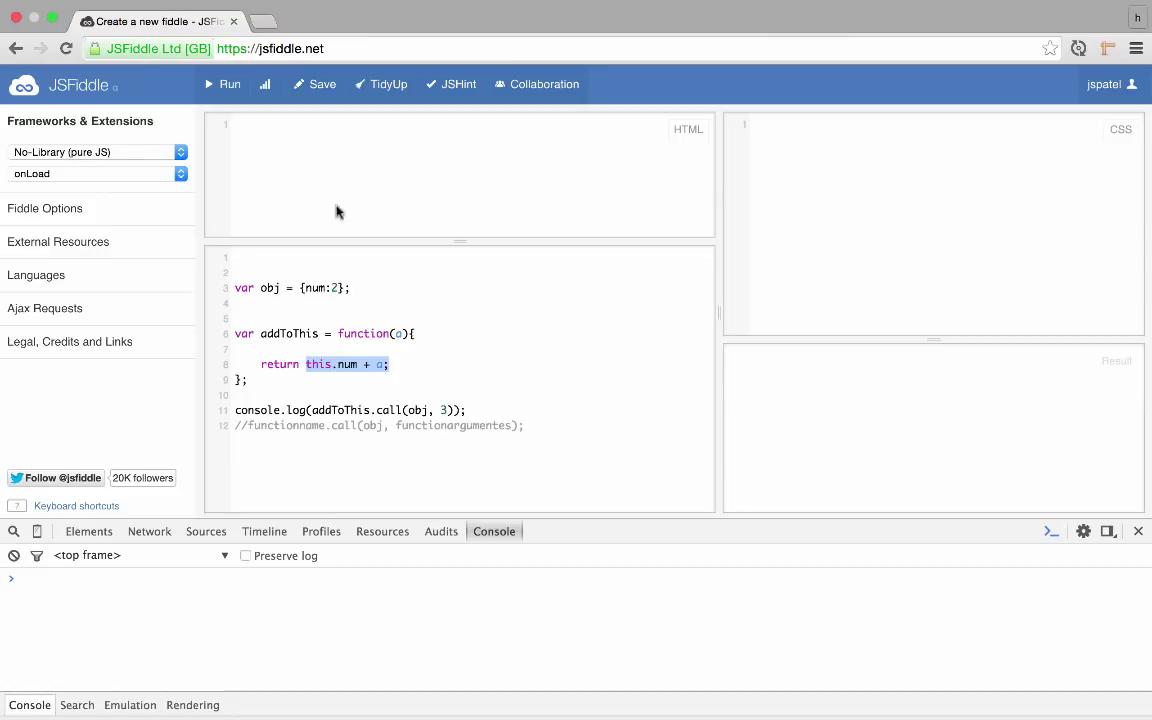 Create a new fiddle - JSFi
h
JSFiddle Ltd [GB] https://jsfiddle.net
JSFiddle α Run Save TidyUp JSHint Collaboration jspatel
Frameworks & Extensions
No-Library (pure JS)
onLoad
Fiddle Options
External Resources
Languages
Ajax Requests
Legal, Credits and Links
Follow @jsfiddle 20K followers
? Keyboard shortcuts
1 HTML
1 CSS
1
2
3 var obj = {num:2};
4
5
6 var addToThis = function(a){
7
8 return this.num + a;
9 };
10
11 console.log(addToThis.call(obj, 3));
12 //functionname.call(obj, functionargumentes);
Result
Elements Network Sources Timeline Profiles Resources Audits Console
<top frame> Preserve log
Console Search Emulation Rendering